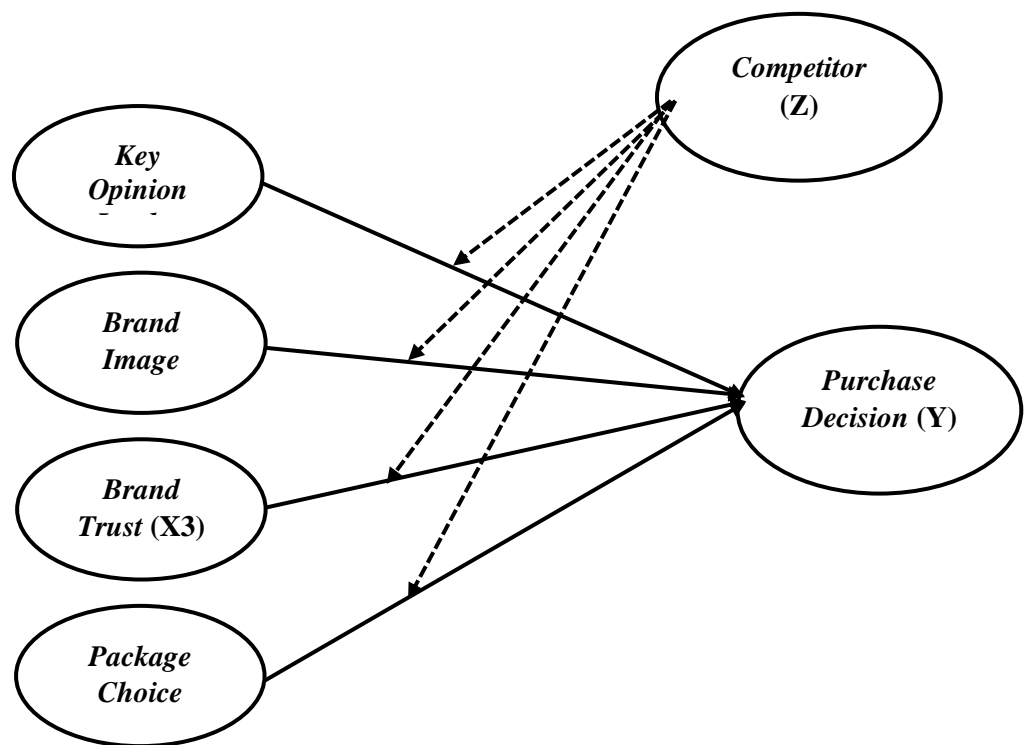 Competitor
(Z)
Key
Opinion
Brand
Image
Purchase
Decision (Y)
Brand
Trust (X3)
Package
Choice